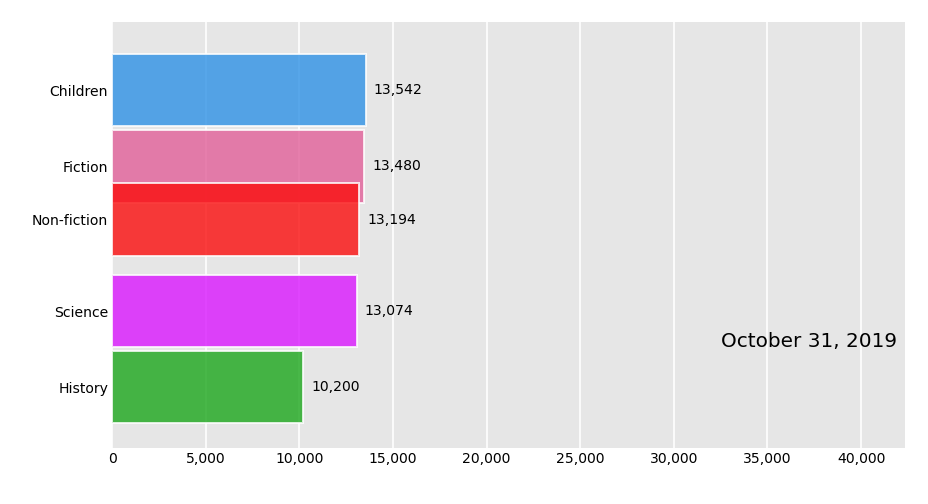 Children 13,542
Fiction 13,480
Non-fiction 13,194
Science 13,074
October 31, 2019
History 10,200
0 5,000 10,000 15,000 20,000 25,000 30,000 35,000 40,000